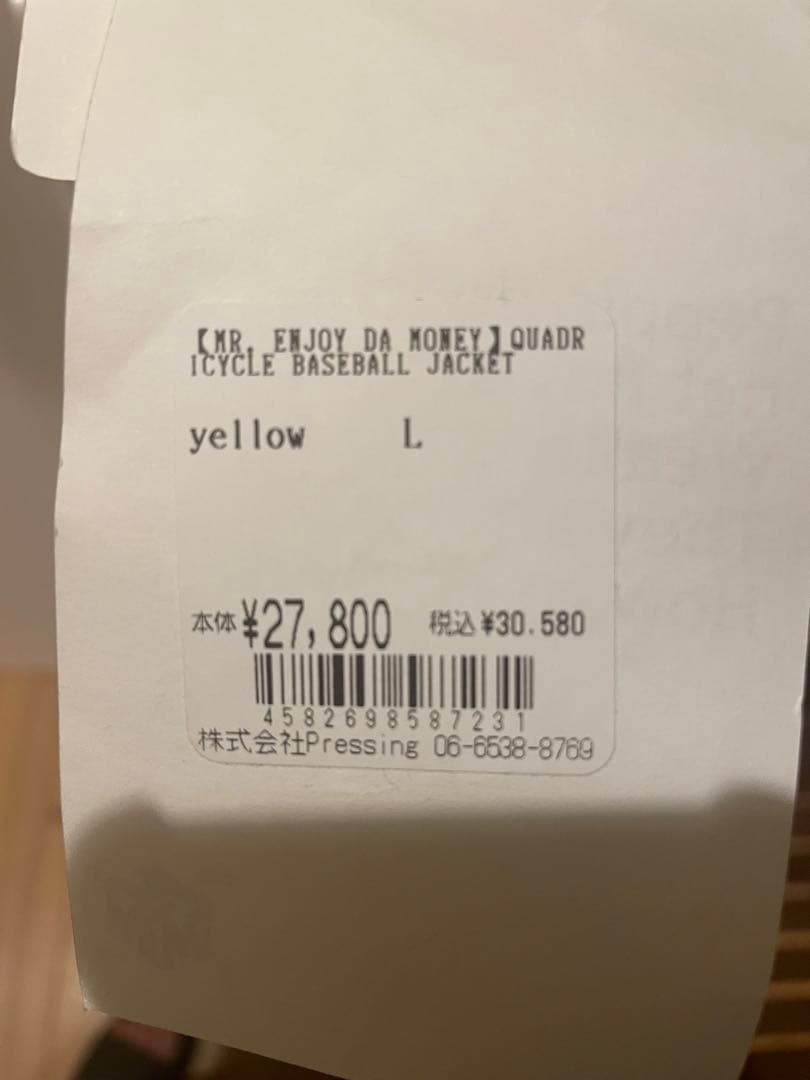 【MR. ENJOY DA MONEY】QUADR
ICYCLE BASEBALL JACKET
yellow L
本体¥27,800 税込¥30.580
4582698587231
株式会社Pressing 06-6538-8769